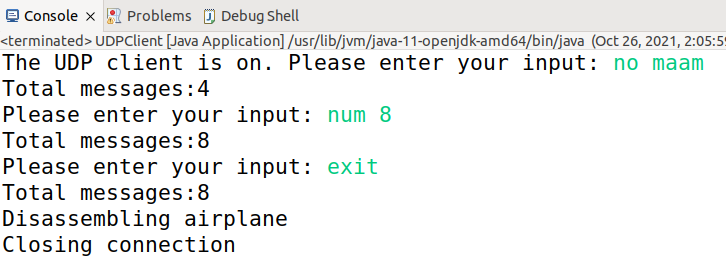 Console Problems Debug Shell
<terminated> UDPClient [Java Application] /usr/lib/jvm/java-11-openjdk-amd64/bin/java (Oct 26, 2021, 2:05:59
The UDP client is on. Please enter your input: no maam
Total messages:4
Please enter your input: num 8
Total messages:8
Please enter your input: exit
Total messages:8
Disassembling airplane
Closing connection